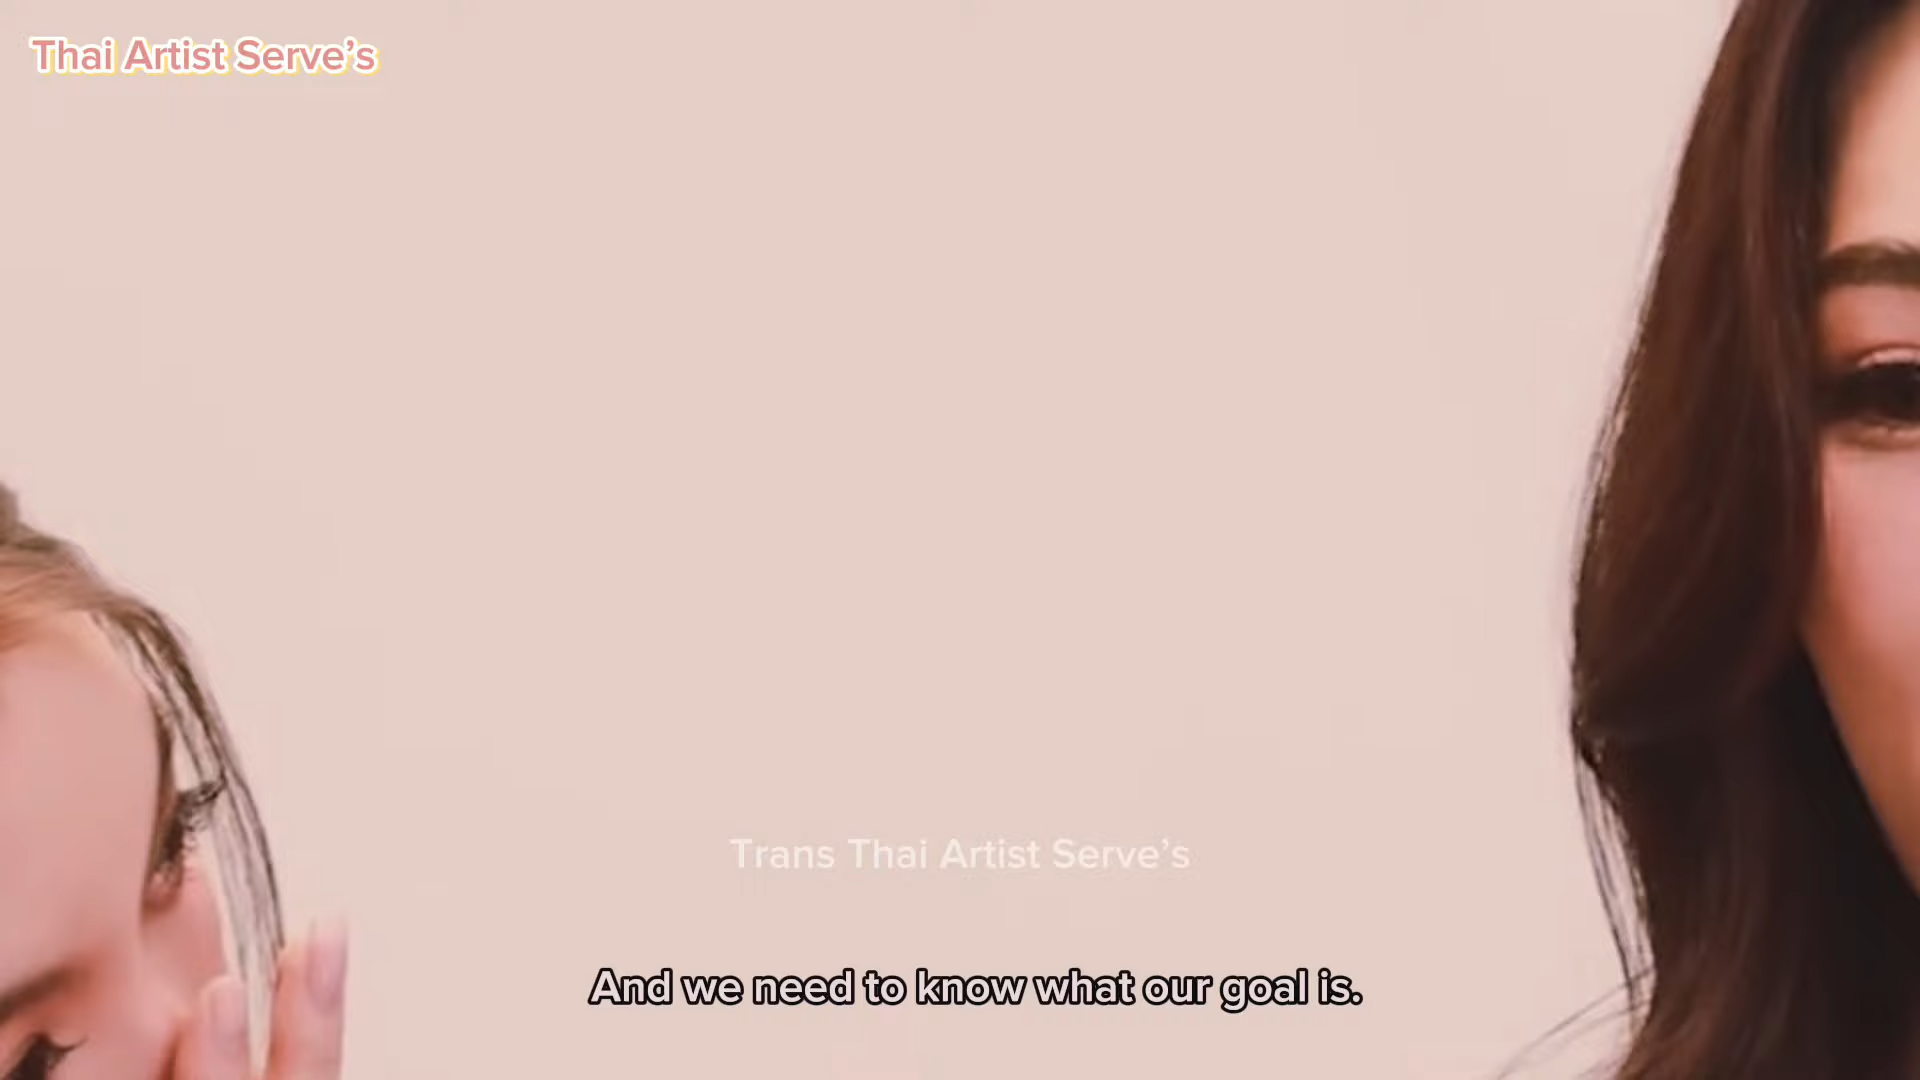 Thai Artist Serve's
Trans Thai Artist Serve's
And we need to know what our goal is.